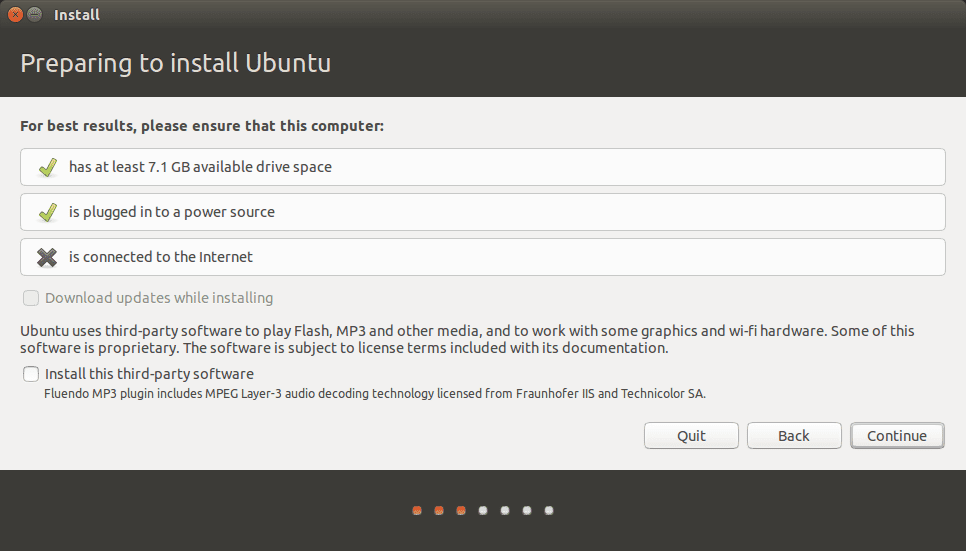 Install
Preparing to install Ubuntu
For best results, please ensure that this computer:
has at least 7.1 GB available drive space
is plugged in to a power source
is connected to the Internet
Download updates while installing
Ubuntu uses third-party software to play Flash, MP3 and other media, and to work with some graphics and wi-fi hardware. Some of this
software is proprietary. The software is subject to license terms included with its documentation.
Install this third-party software
Fluendo MP3 plugin includes MPEG Layer-3 audio decoding technology licensed from Fraunhofer IIS and Technicolor SA.
Quit Back Continue